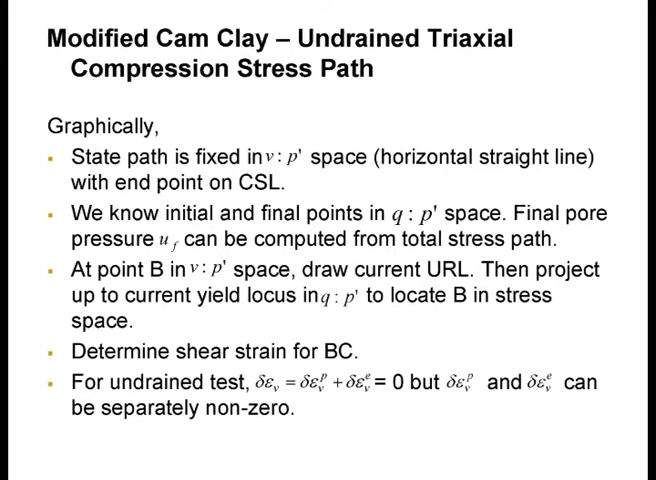 Modified Cam Clay – Undrained Triaxial
Compression Stress Path
Graphically,
▪ State path is fixed in v : p' space (horizontal straight line)
with end point on CSL.
▪ We know initial and final points in q : p' space. Final pore
pressure u_f can be computed from total stress path.
▪ At point B in v : p' space, draw current URL. Then project
up to current yield locus in q : p' to locate B in stress
space.
▪ Determine shear strain for BC.
▪ For undrained test, δε_v = δε_v^p + δε_v^e = 0 but δε_v^p and δε_v^e can
be separately non-zero.